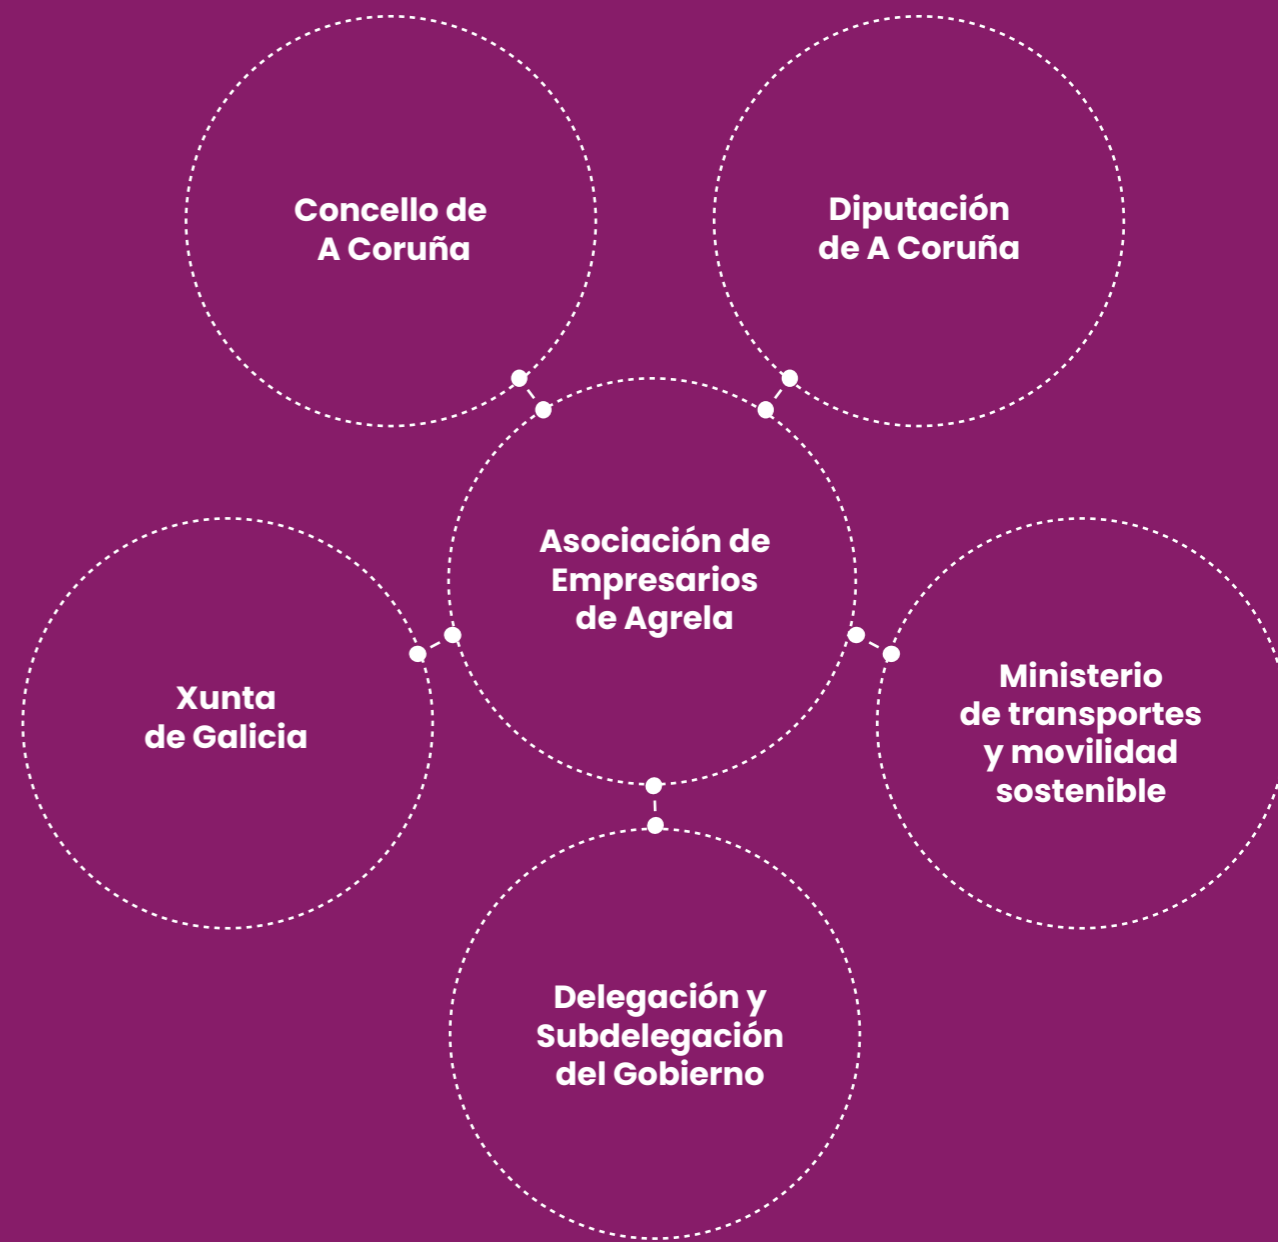 Concello de
A Coruña
Diputación
de A Coruña
Asociación de
Empresarios
de Agrela
Xunta
de Galicia
Ministerio
de transportes
y movilidad
sostenible
Delegación y
Subdelegación
del Gobierno